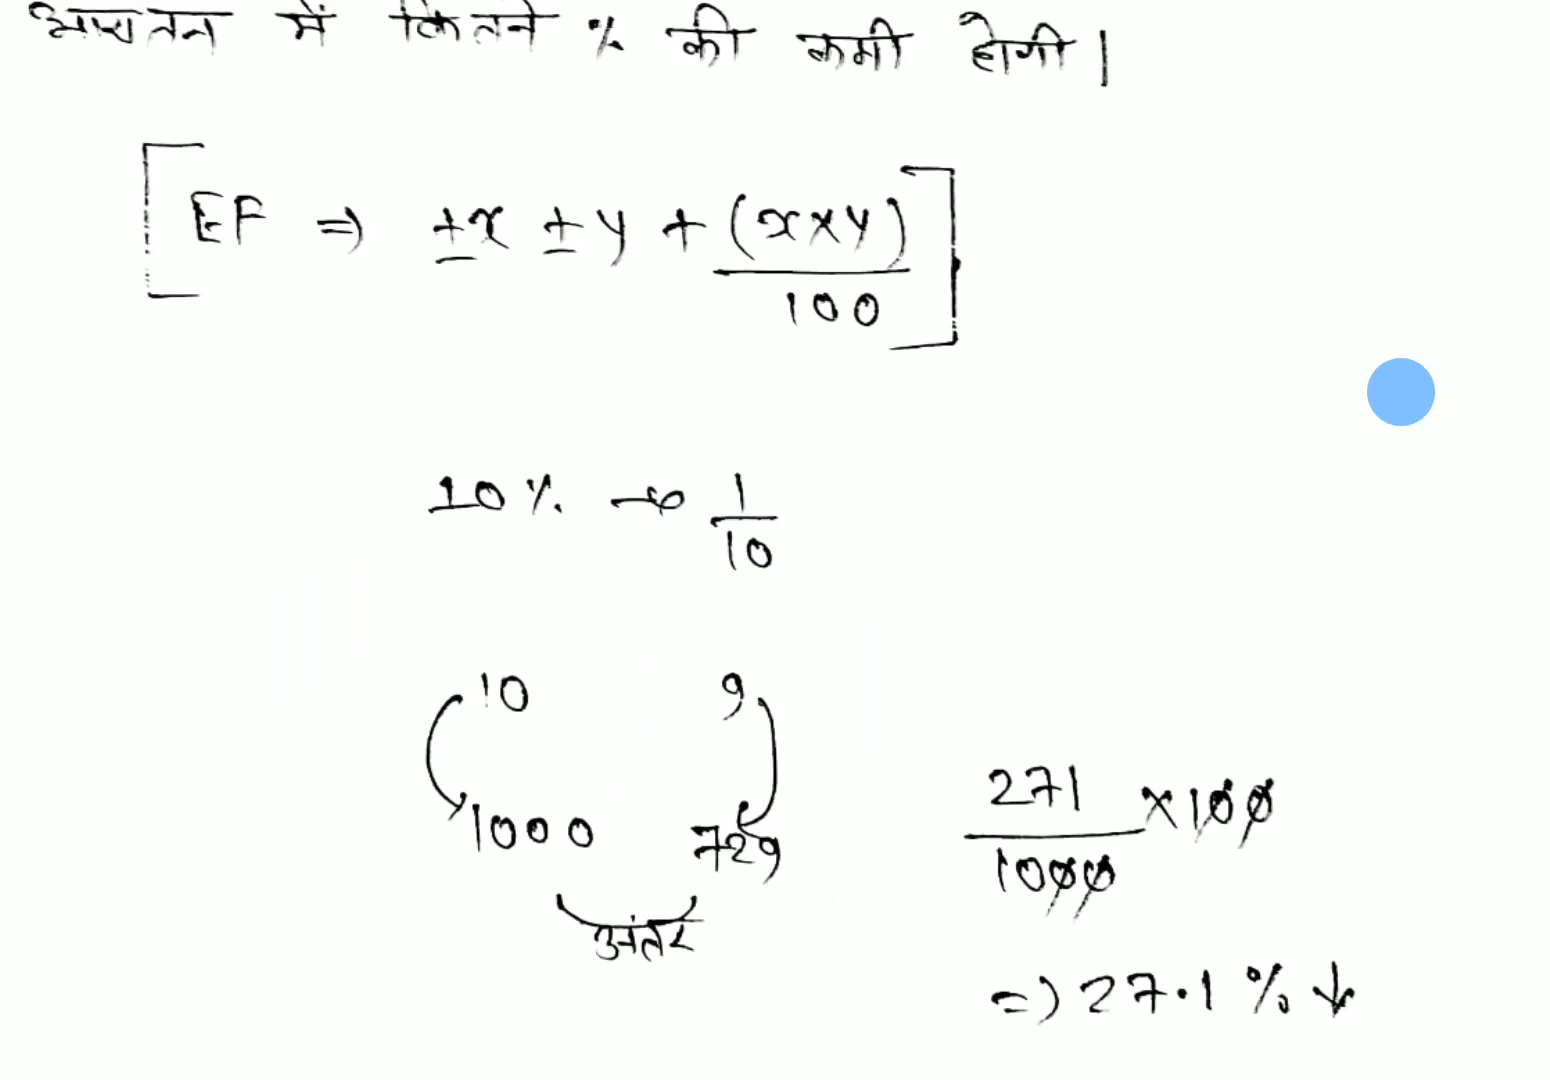 आयतन में कितने % की कमी होगी।
[EF ⇒ ±x ±y + (x×y)/100]
10% → 1/10
10 9
1000 729
अंतर
271/1000 ×100
⇒ 27.1 % ↓